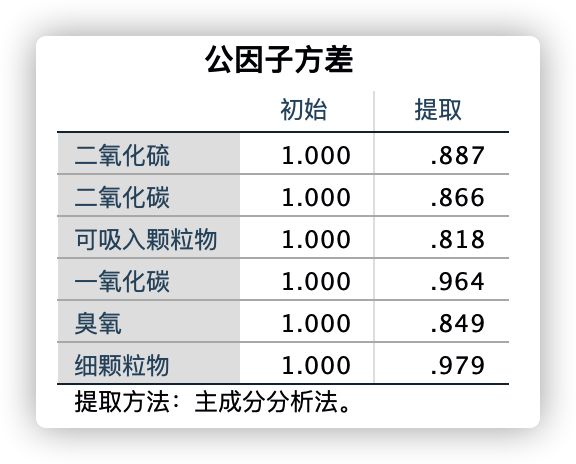 公因子方差
初始 提取
二氧化硫 1.000 .887
二氧化碳 1.000 .866
可吸入颗粒物 1.000 .818
一氧化碳 1.000 .964
臭氧 1.000 .849
细颗粒物 1.000 .979
提取方法：主成分分析法。